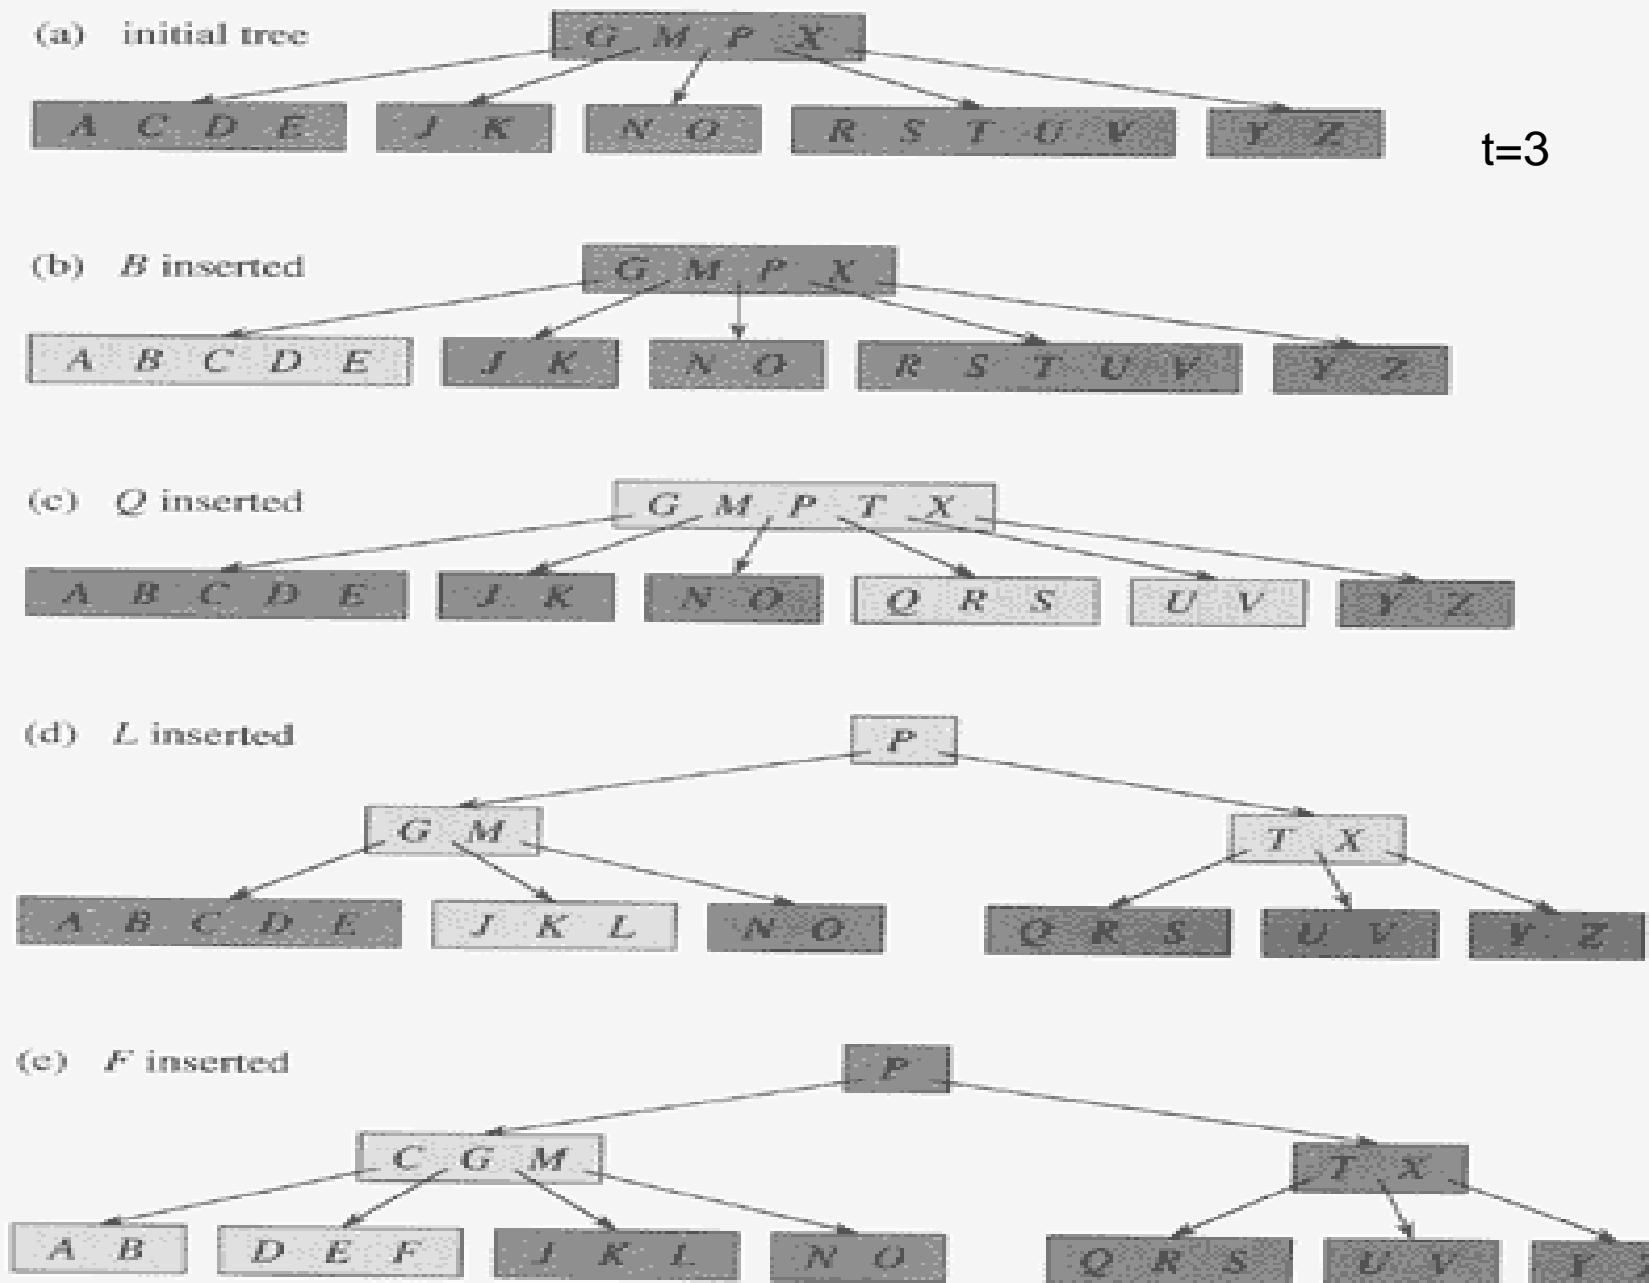 (a) initial tree
G M P X
A C D E J K N O R S T U V Y Z
t=3
(b) B inserted
G M P X
A B C D E J K N O R S T U V Y Z
(c) Q inserted
G M P T X
A B C D E J K N O Q R S U V Y Z
(d) L inserted
P
G M T X
A B C D E J K L N O Q R S U V Y Z
(e) F inserted
P
C G M T X
A B D E F J K L N O Q R S U V Y